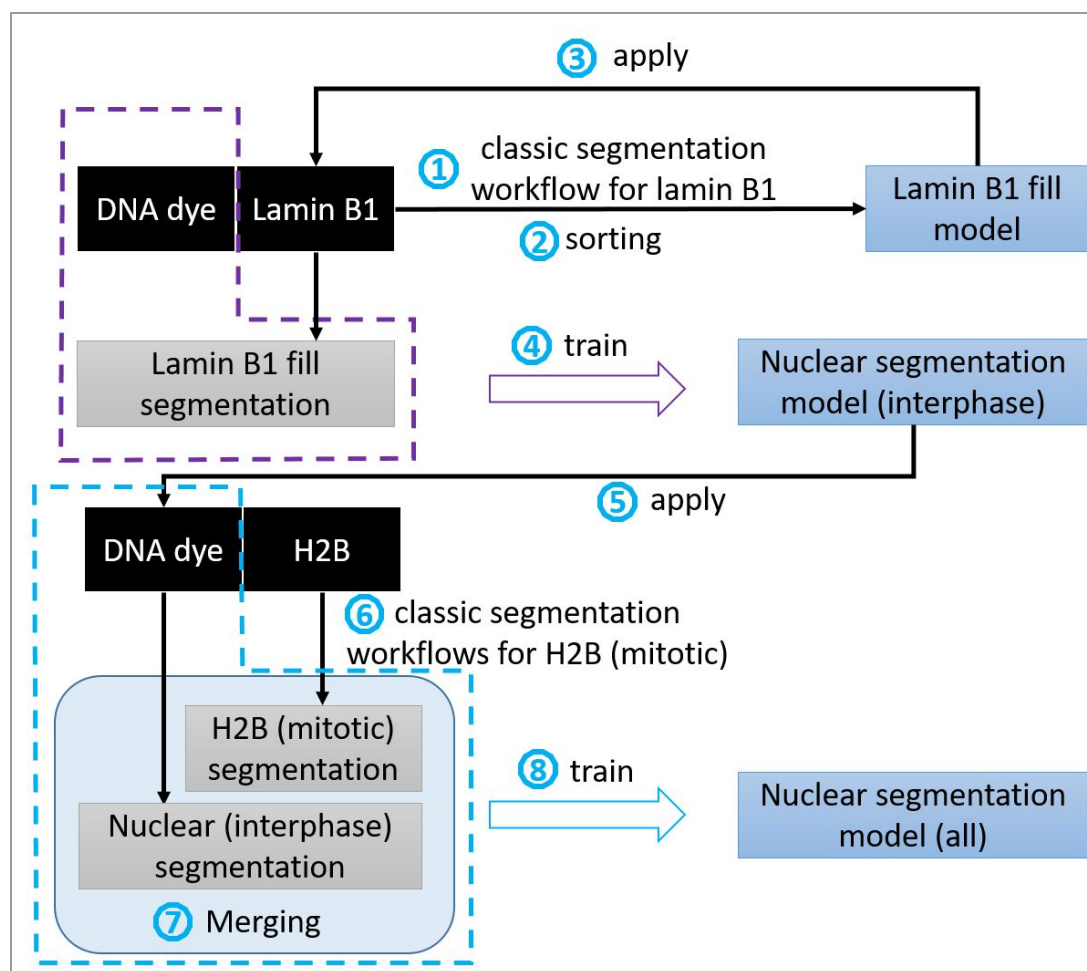 ③ apply
① classic segmentation
workflow for lamin B1
② sorting
DNA dye
Lamin B1
Lamin B1 fill
model
Lamin B1 fill
segmentation
④ train
Nuclear segmentation
model (interphase)
⑤ apply
DNA dye
H2B
⑥ classic segmentation
workflows for H2B (mitotic)
H2B (mitotic)
segmentation
Nuclear (interphase)
segmentation
⑦ Merging
⑧ train
Nuclear segmentation
model (all)